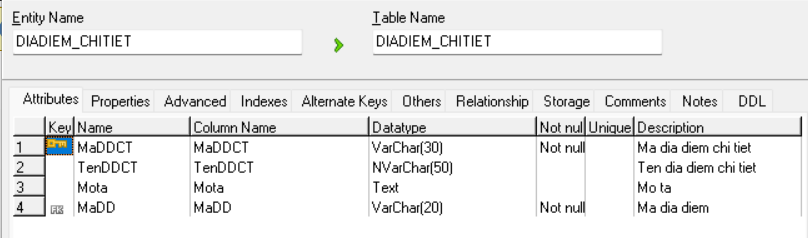 Entity Name Table Name
DIADIEM_CHITIET DIADIEM_CHITIET
Attributes Properties Advanced Indexes Alternate Keys Others Relationship Storage Comments Notes DDL
Key Name Column Name Datatype Not nul Unique Description
1 MaDDCT MaDDCT VarChar(30) Not null Ma dia diem chi tiet
2 TenDDCT TenDDCT NVarChar(50) Ten dia diem chi tiet
3 Mota Mota Text Mo ta
4 FK MaDD MaDD VarChar(20) Not null Ma dia diem